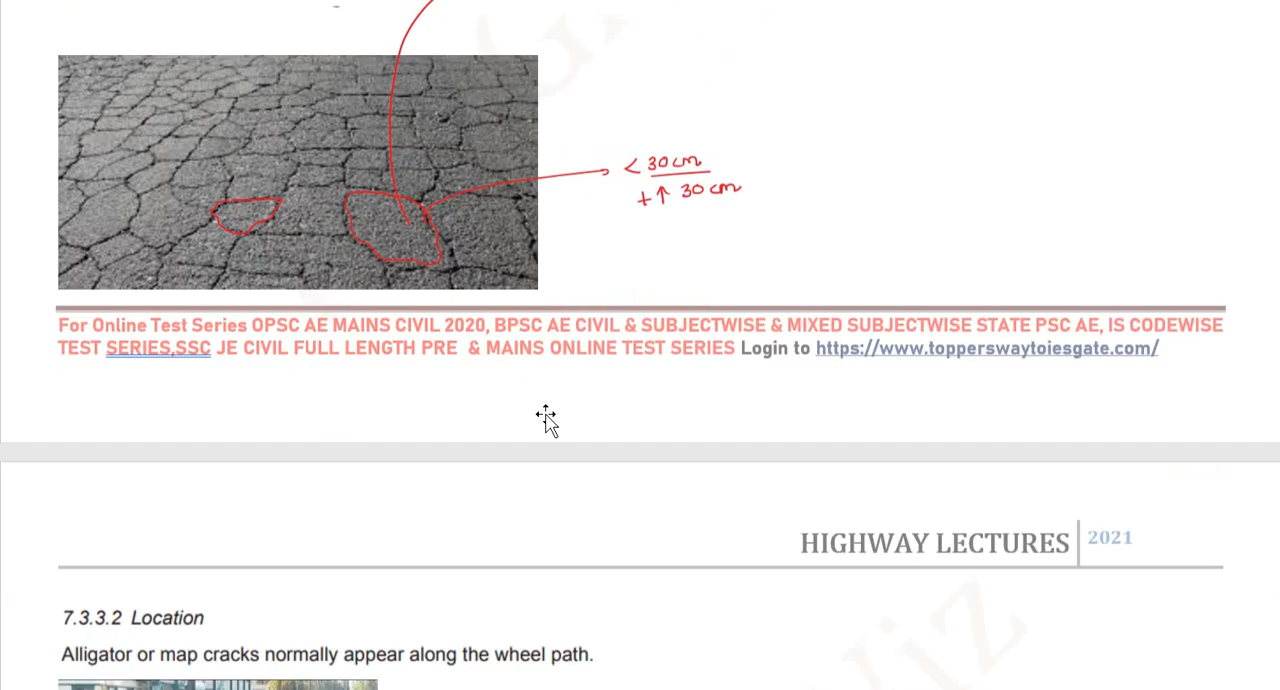 < 30 cm
+↑ 30 cm
For Online Test Series OPSC AE MAINS CIVIL 2020, BPSC AE CIVIL & SUBJECTWISE & MIXED SUBJECTWISE STATE PSC AE, IS CODEWISE
TEST SERIES,SSC JE CIVIL FULL LENGTH PRE & MAINS ONLINE TEST SERIES Login to https://www.topperswaytoiesgate.com/
HIGHWAY LECTURES 2021
7.3.3.2 Location
Alligator or map cracks normally appear along the wheel path.